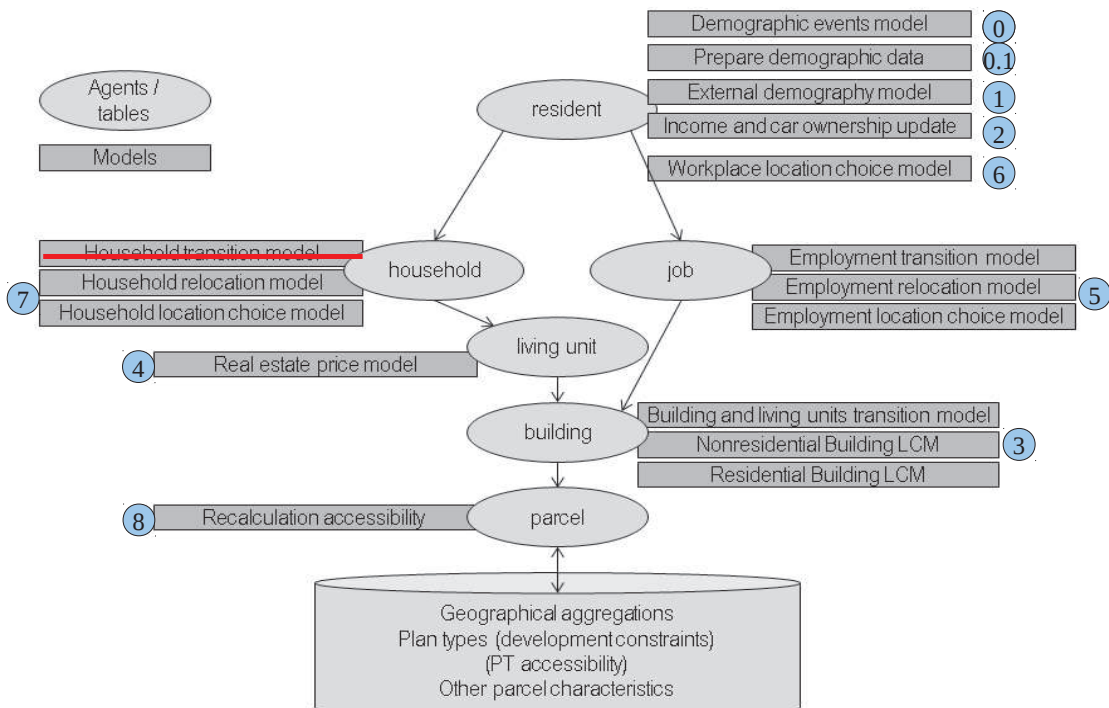 Demographic events model
0
Prepare demographic data
0.1
External demography model
1
Income and car ownership update
2
Workplace location choice model
6
Agents /
tables
Models
resident
Household transition model
Household relocation model
Household location choice model
7
household
job
Employment transition model
Employment relocation model
Employment location choice model
5
living unit
4
Real estate price model
building
Building and living units transition model
Nonresidential Building LCM
Residential Building LCM
3
8
Recalculation accessibility
parcel
Geographical aggregations
Plan types (development constraints)
(PT accessibility)
Other parcel characteristics